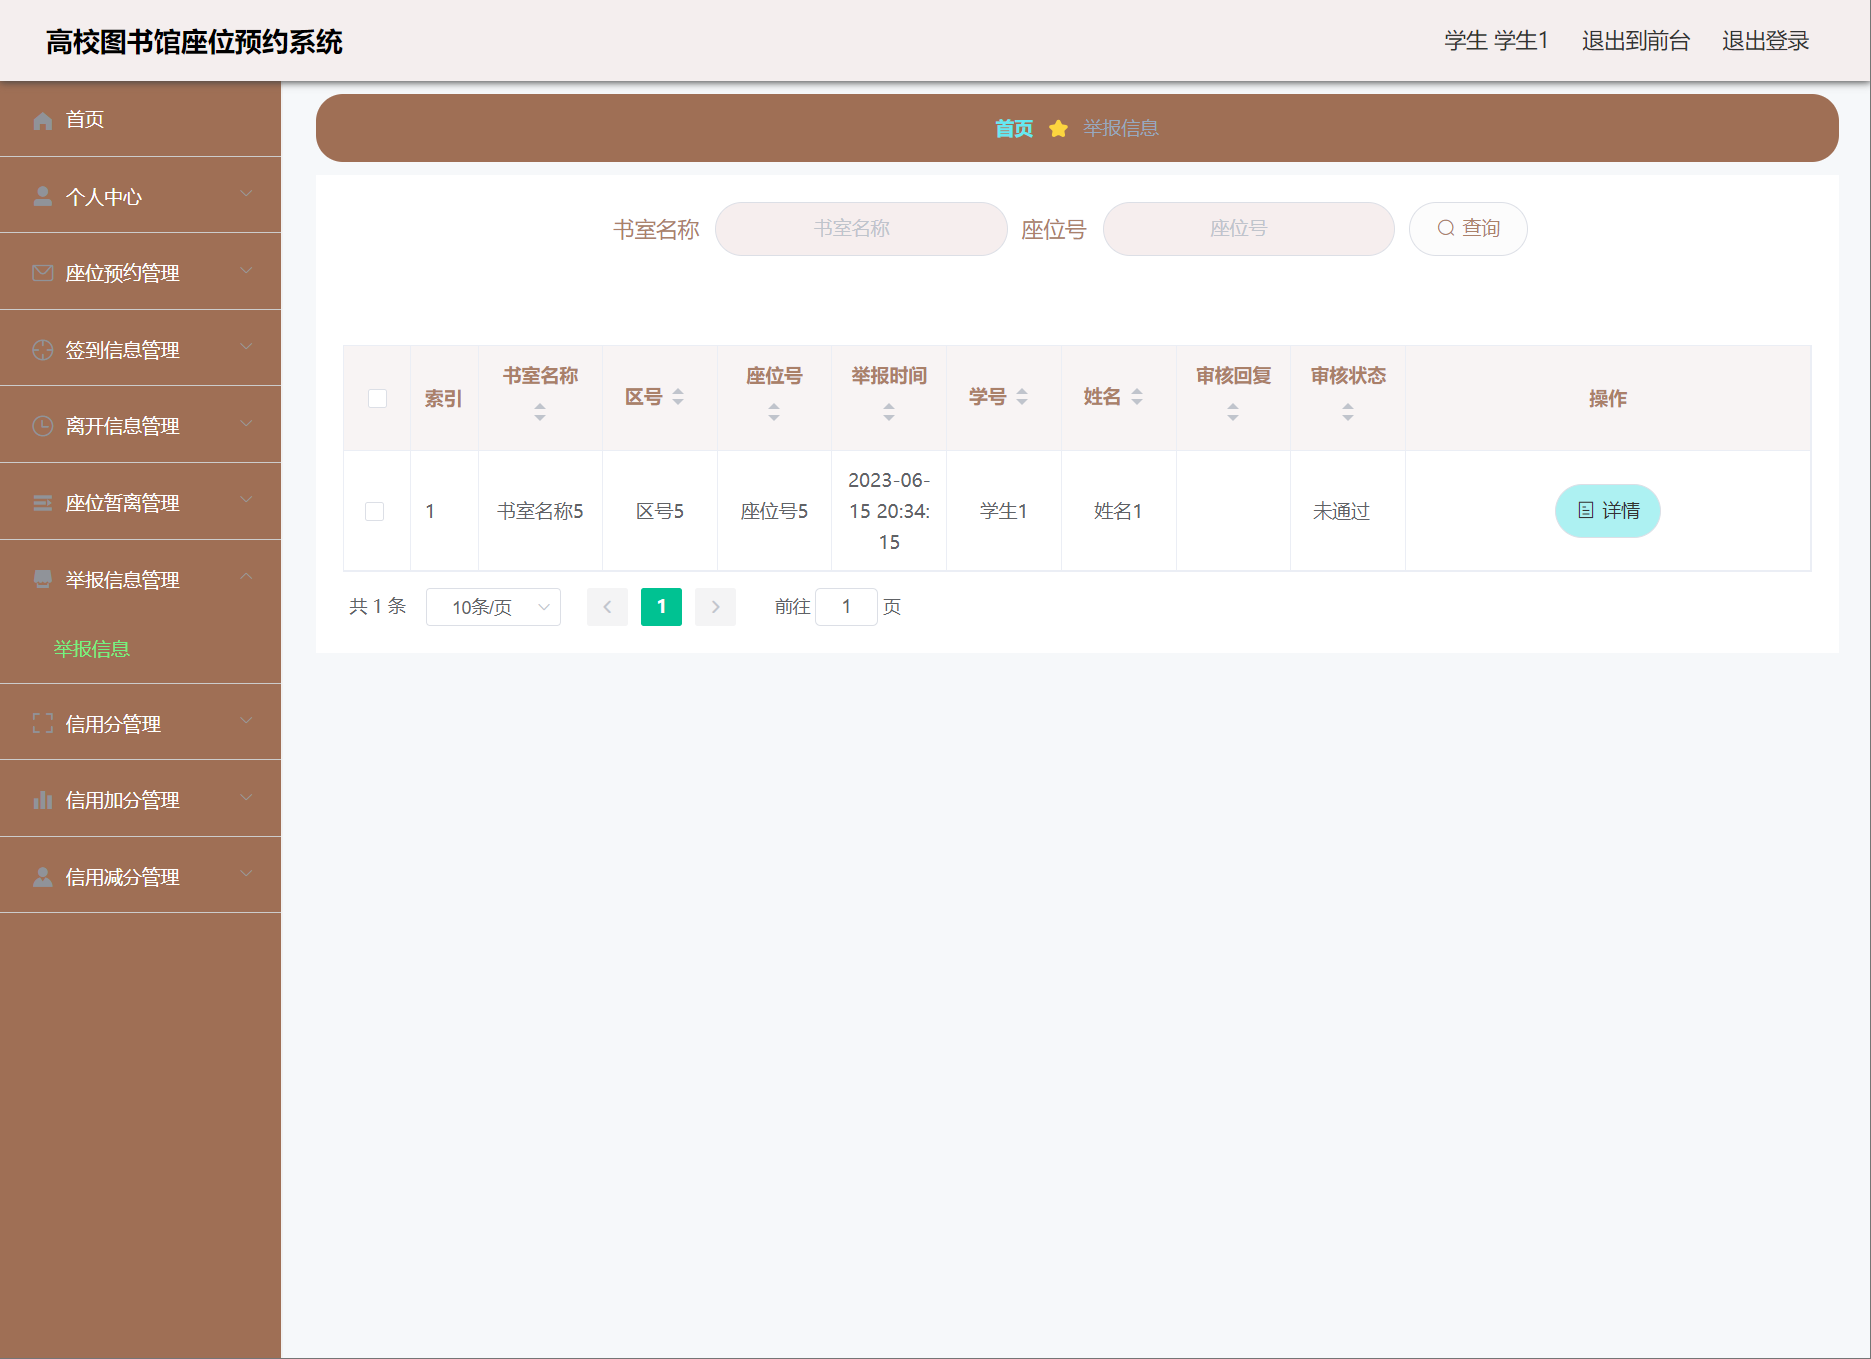 高校图书馆座位预约系统
学生 学生1 退出到前台 退出登录
首页
个人中心
座位预约管理
签到信息管理
离开信息管理
座位暂离管理
举报信息管理
举报信息
信用分管理
信用加分管理
信用减分管理
首页 举报信息
书室名称 书室名称 座位号 座位号 查询
索引 书室名称 区号 座位号 举报时间 学号 姓名 审核回复 审核状态 操作
1 书室名称5 区号5 座位号5 2023-06-15 20:34:15 学生1 姓名1 未通过 详情
共 1 条 10条/页 1 前往 1 页